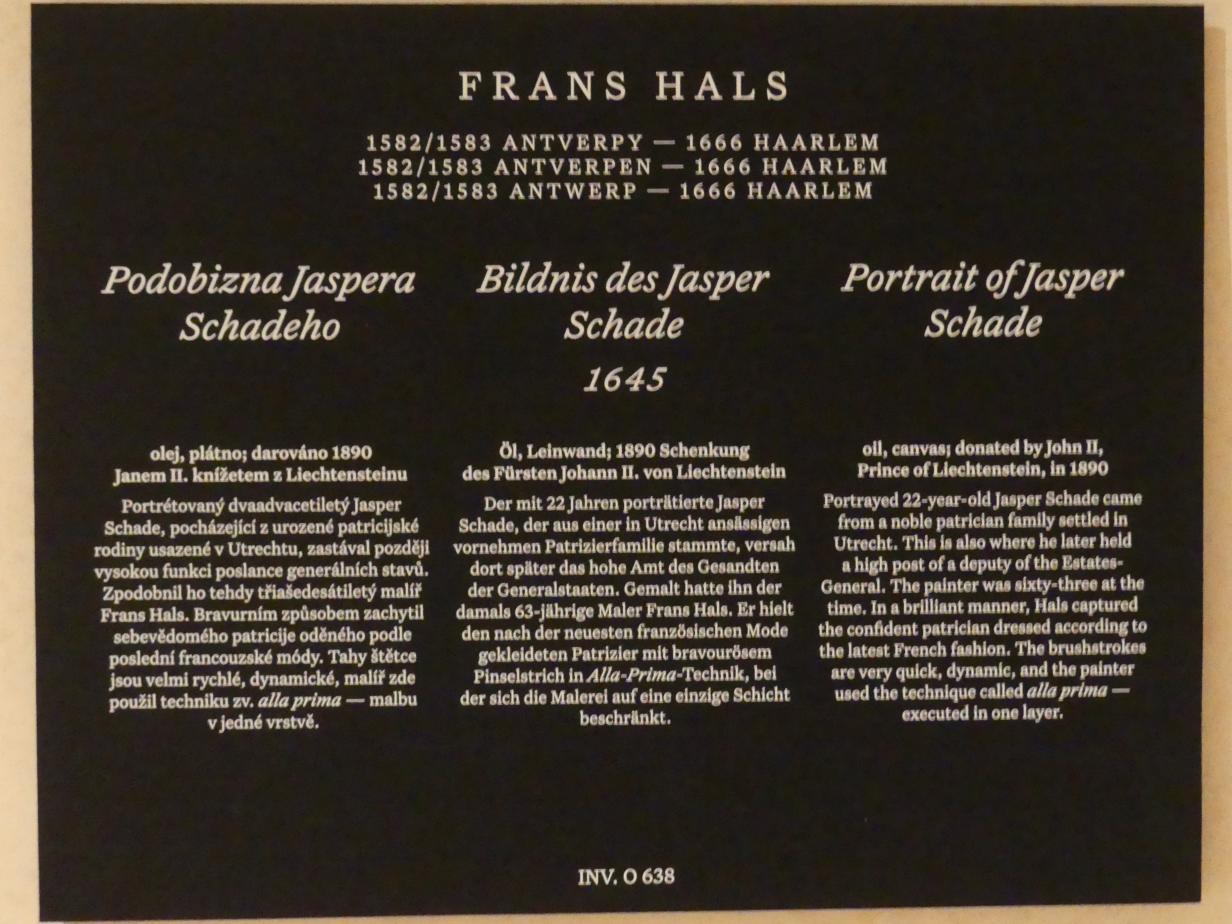 FRANS HALS
1582/1583 ANTVERPY — 1666 HAARLEM
1582/1583 ANTVERPEN — 1666 HAARLEM
1582/1583 ANTWERP — 1666 HAARLEM
Podobizna Jaspera
Schadeho
Bildnis des Jasper
Schade
Portrait of Jasper
Schade
1645
olej, plátno; darováno 1890
Janem II. knížetem z Liechtensteinu
Portrétovaný dvaadvacetiletý Jasper
Schade, pocházející z urozené patricijské
rodiny usazené v Utrechtu, zastával později
vysokou funkci poslance generálních stavů.
Zpodobnil ho tehdy třiašedesátiletý malíř
Frans Hals. Bravurním způsobem zachytil
sebevědomého patricije oděného podle
poslední francouzské módy. Tahy štětce
jsou velmi rychlé, dynamické, malíř zde
použil techniku zv. alla prima — malbu
v jedné vrstvě.
Öl, Leinwand; 1890 Schenkung
des Fürsten Johann II. von Liechtenstein
Der mit 22 Jahren porträtierte Jasper
Schade, der aus einer in Utrecht ansässigen
vornehmen Patrizierfamilie stammte, versah
dort später das hohe Amt des Gesandten
der Generalstaaten. Gemalt hatte ihn der
damals 63-jährige Maler Frans Hals. Er hielt
den nach der neuesten französischen Mode
gekleideten Patrizier mit bravourösem
Pinselstrich in Alla-Prima-Technik, bei
der sich die Malerei auf eine einzige Schicht
beschränkt.
oil, canvas; donated by John II,
Prince of Liechtenstein, in 1890
Portrayed 22-year-old Jasper Schade came
from a noble patrician family settled in
Utrecht. This is also where he later held
a high post of a deputy of the Estates-
General. The painter was sixty-three at the
time. In a brilliant manner, Hals captured
the confident patrician dressed according to
the latest French fashion. The brushstrokes
are very quick, dynamic, and the painter
used the technique called alla prima —
executed in one layer.
INV. O 638